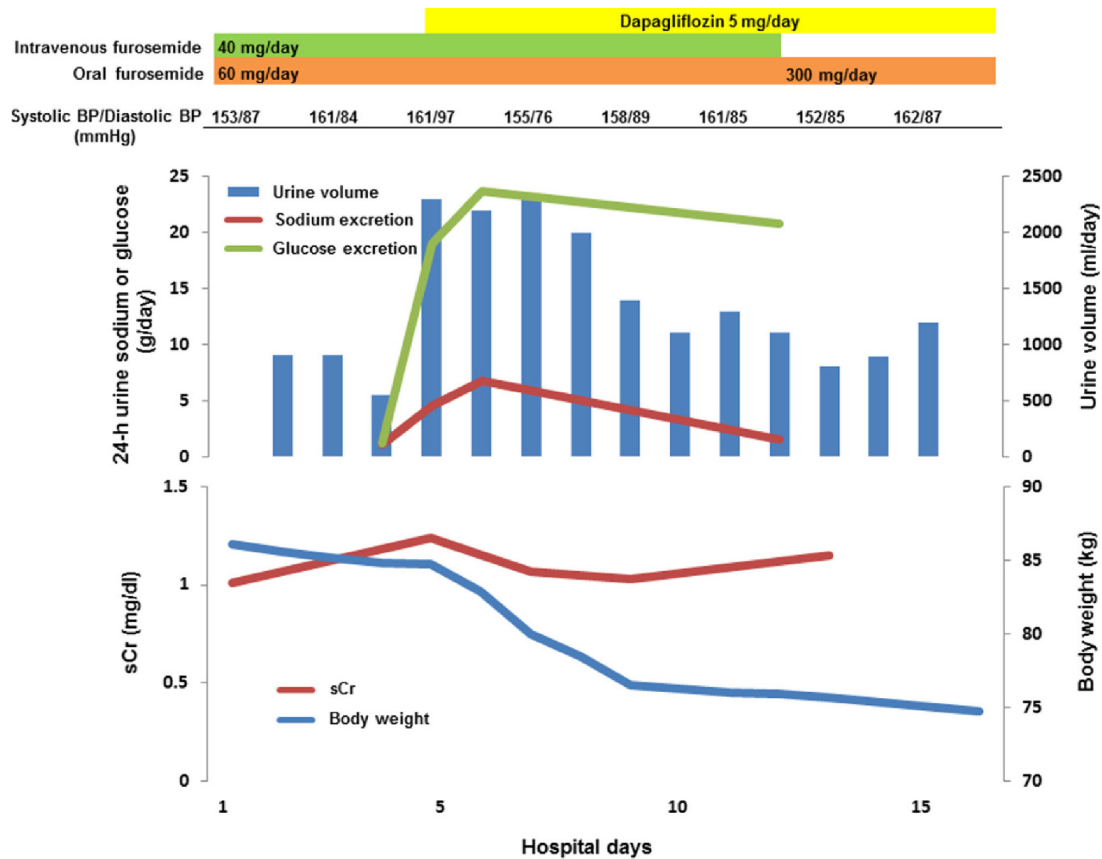 Dapagliflozin 5 mg/day
Intravenous furosemide 40 mg/day
Oral furosemide 60 mg/day 300 mg/day
Systolic BP/Diastolic BP 153/87 161/84 161/97 155/76 158/89 161/85 152/85 162/87
(mmHg)
24-h urine sodium or glucose
(g/day)
25
20
15
10
5
0
Urine volume
Sodium excretion
Glucose excretion
2500
2000
1500
1000
500
0
Urine volume (ml/day)
sCr (mg/dl)
1.5
1
0.5
0
sCr
Body weight
90
85
80
75
70
Body weight (kg)
1 5 10 15
Hospital days